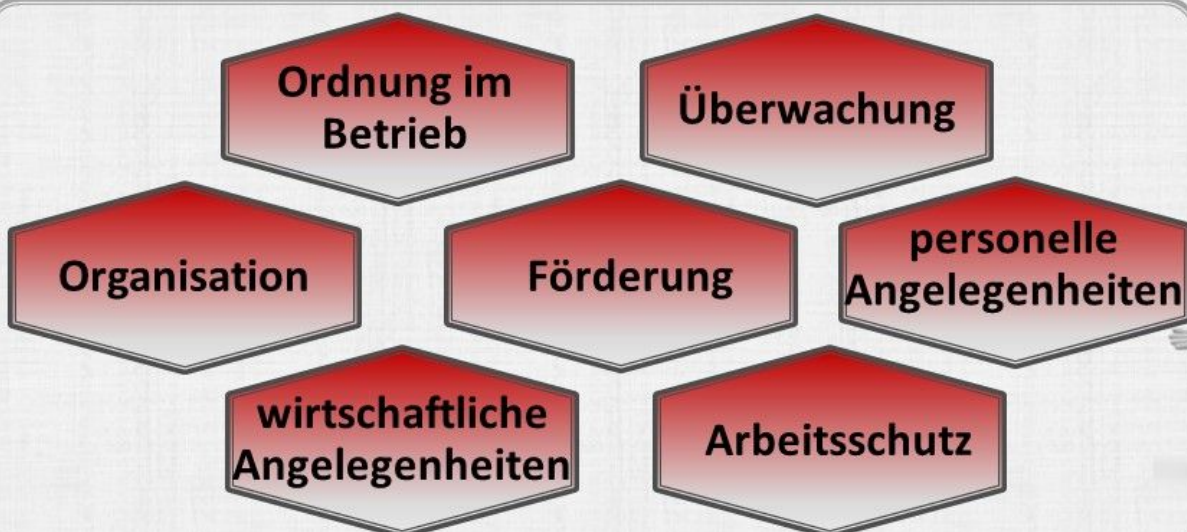 Ordnung im
Betrieb
Überwachung
Organisation
Förderung
personelle
Angelegenheiten
wirtschaftliche
Angelegenheiten
Arbeitsschutz